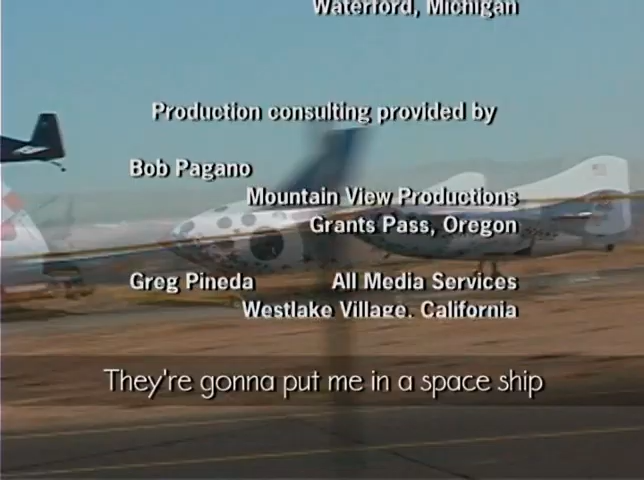 Waterford, Michigan
Production consulting provided by
Bob Pagano
Mountain View Productions
Grants Pass, Oregon
Greg Pineda All Media Services
Westlake Village, California
They're gonna put me in a space ship